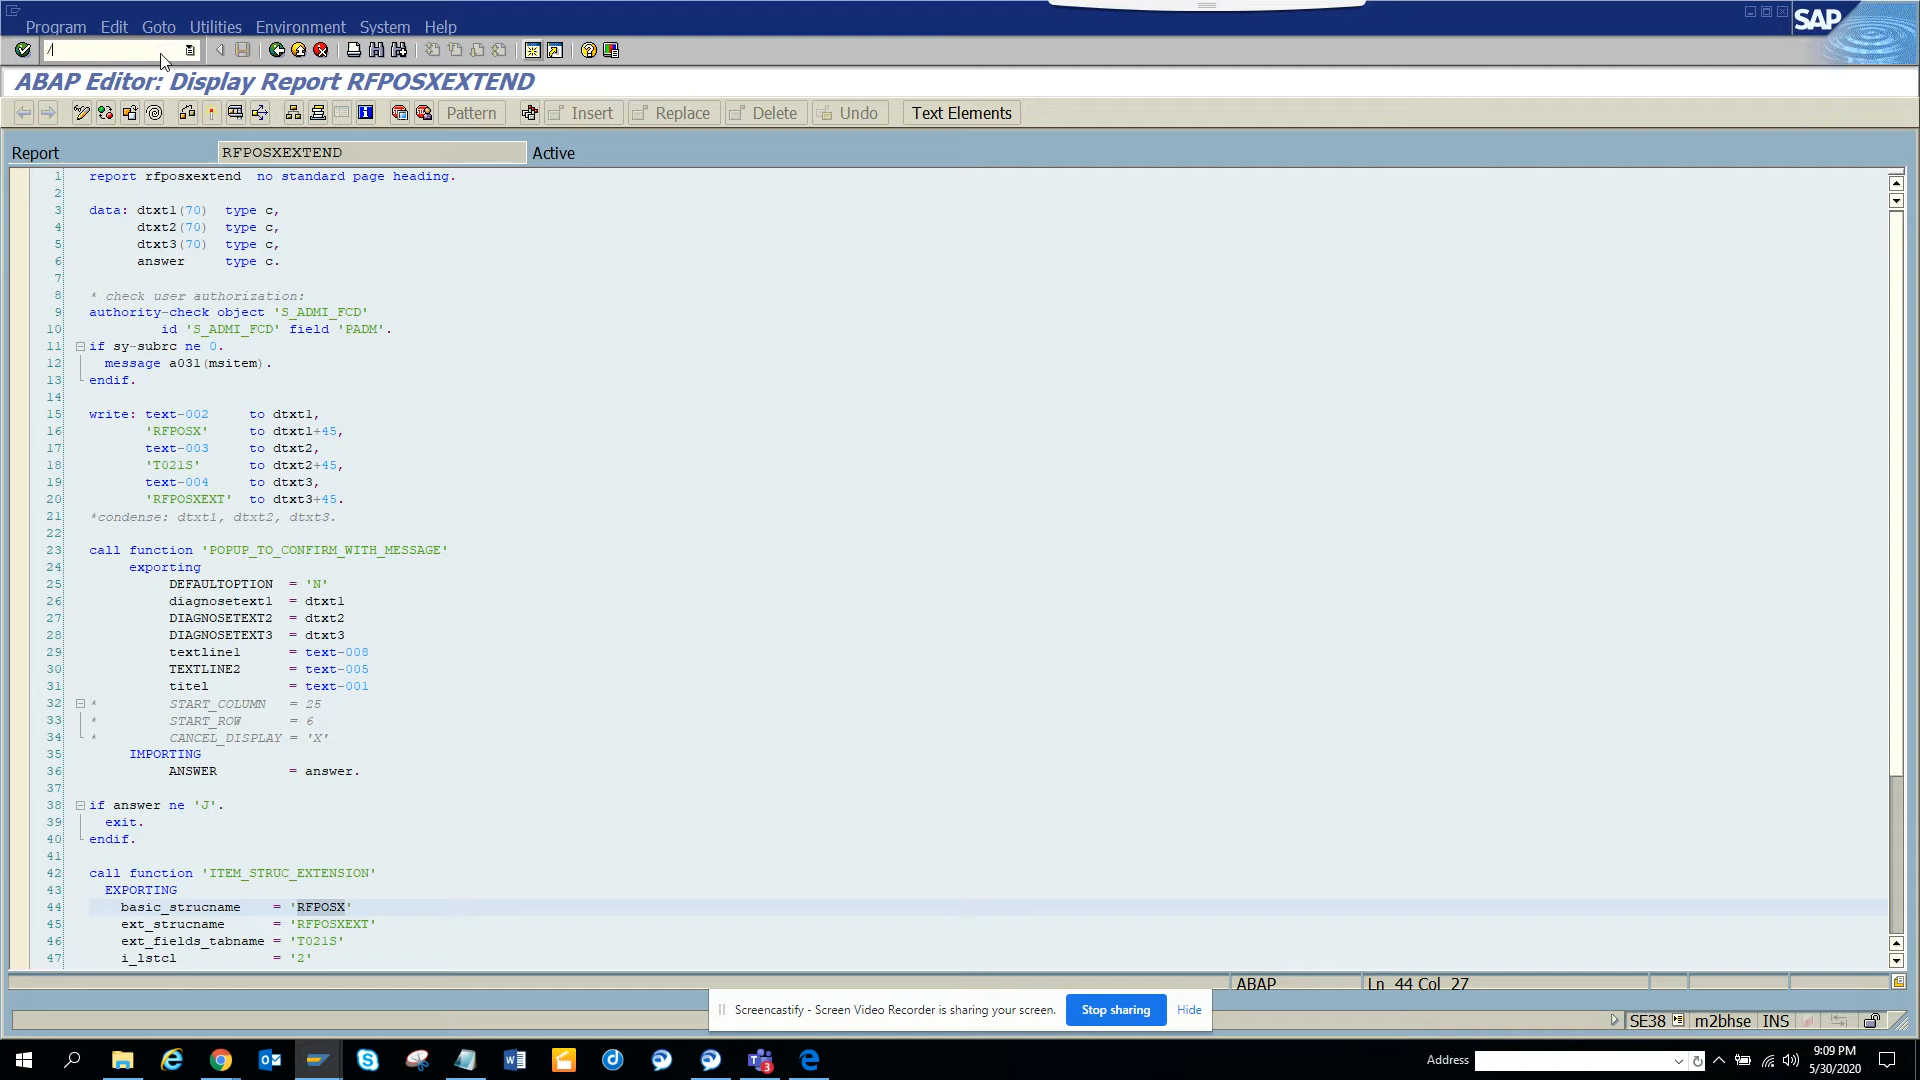 Program Edit Goto Utilities Environment System Help
SAP
/
ABAP Editor: Display Report RFPOSXEXTEND
Pattern Insert Replace Delete Undo Text Elements
Report RFPOSXEXTEND Active
1 report rfposxextend no standard page heading.
2
3 data: dtxt1(70) type c,
4 dtxt2(70) type c,
5 dtxt3(70) type c,
6 answer type c.
7
8 * check user authorization:
9 authority-check object 'S_ADMI_FCD'
10 id 'S_ADMI_FCD' field 'PADM'.
11 if sy-subrc ne 0.
12 message a031(msitem).
13 endif.
14
15 write: text-002 to dtxt1,
16 'RFPOSX' to dtxt1+45,
17 text-003 to dtxt2,
18 'T021S' to dtxt2+45,
19 text-004 to dtxt3,
20 'RFPOSXEXT' to dtxt3+45.
21 *condense: dtxt1, dtxt2, dtxt3.
22
23 call function 'POPUP_TO_CONFIRM_WITH_MESSAGE'
24 exporting
25 DEFAULTOPTION = 'N'
26 diagnosetext1 = dtxt1
27 DIAGNOSETEXT2 = dtxt2
28 DIAGNOSETEXT3 = dtxt3
29 textline1 = text-008
30 TEXTLINE2 = text-005
31 titel = text-001
32 * START_COLUMN = 25
33 * START_ROW = 6
34 * CANCEL_DISPLAY = 'X'
35 IMPORTING
36 ANSWER = answer.
37
38 if answer ne 'J'.
39 exit.
40 endif.
41
42 call function 'ITEM_STRUC_EXTENSION'
43 EXPORTING
44 basic_strucname = 'RFPOSX'
45 ext_strucname = 'RFPOSXEXT'
46 ext_fields_tabname = 'T021S'
47 i_lstcl = '2'
ABAP Ln 44 Col 27
Screencastify - Screen Video Recorder is sharing your screen. Stop sharing Hide
SE38 m2bhse INS
Address
3
9:09 PM
5/30/2020